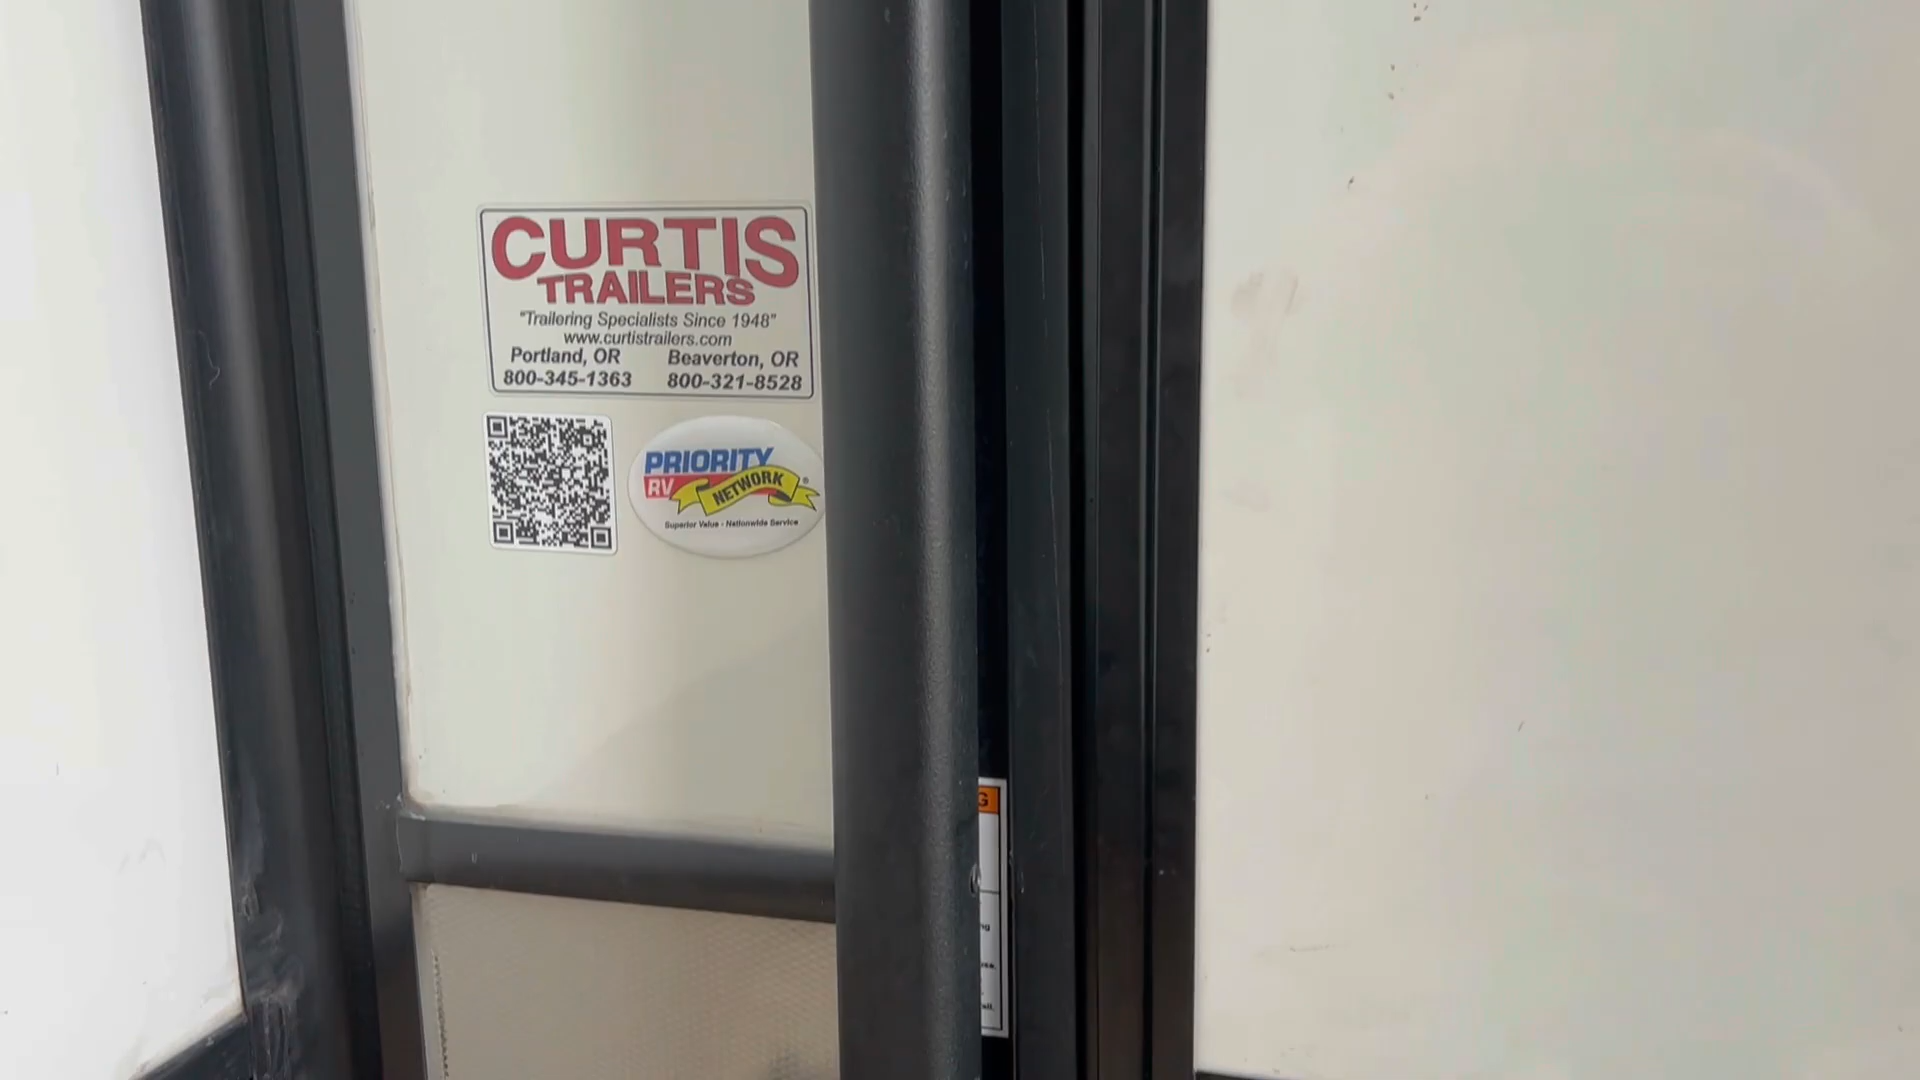 CURTIS
TRAILERS
"Trailering Specialists Since 1948"
www.curtistrailers.com
Portland, OR Beaverton, OR
800-345-1363 800-321-8528
PRIORITY
RV NETWORK®
Superior Value - Nationwide Service
G